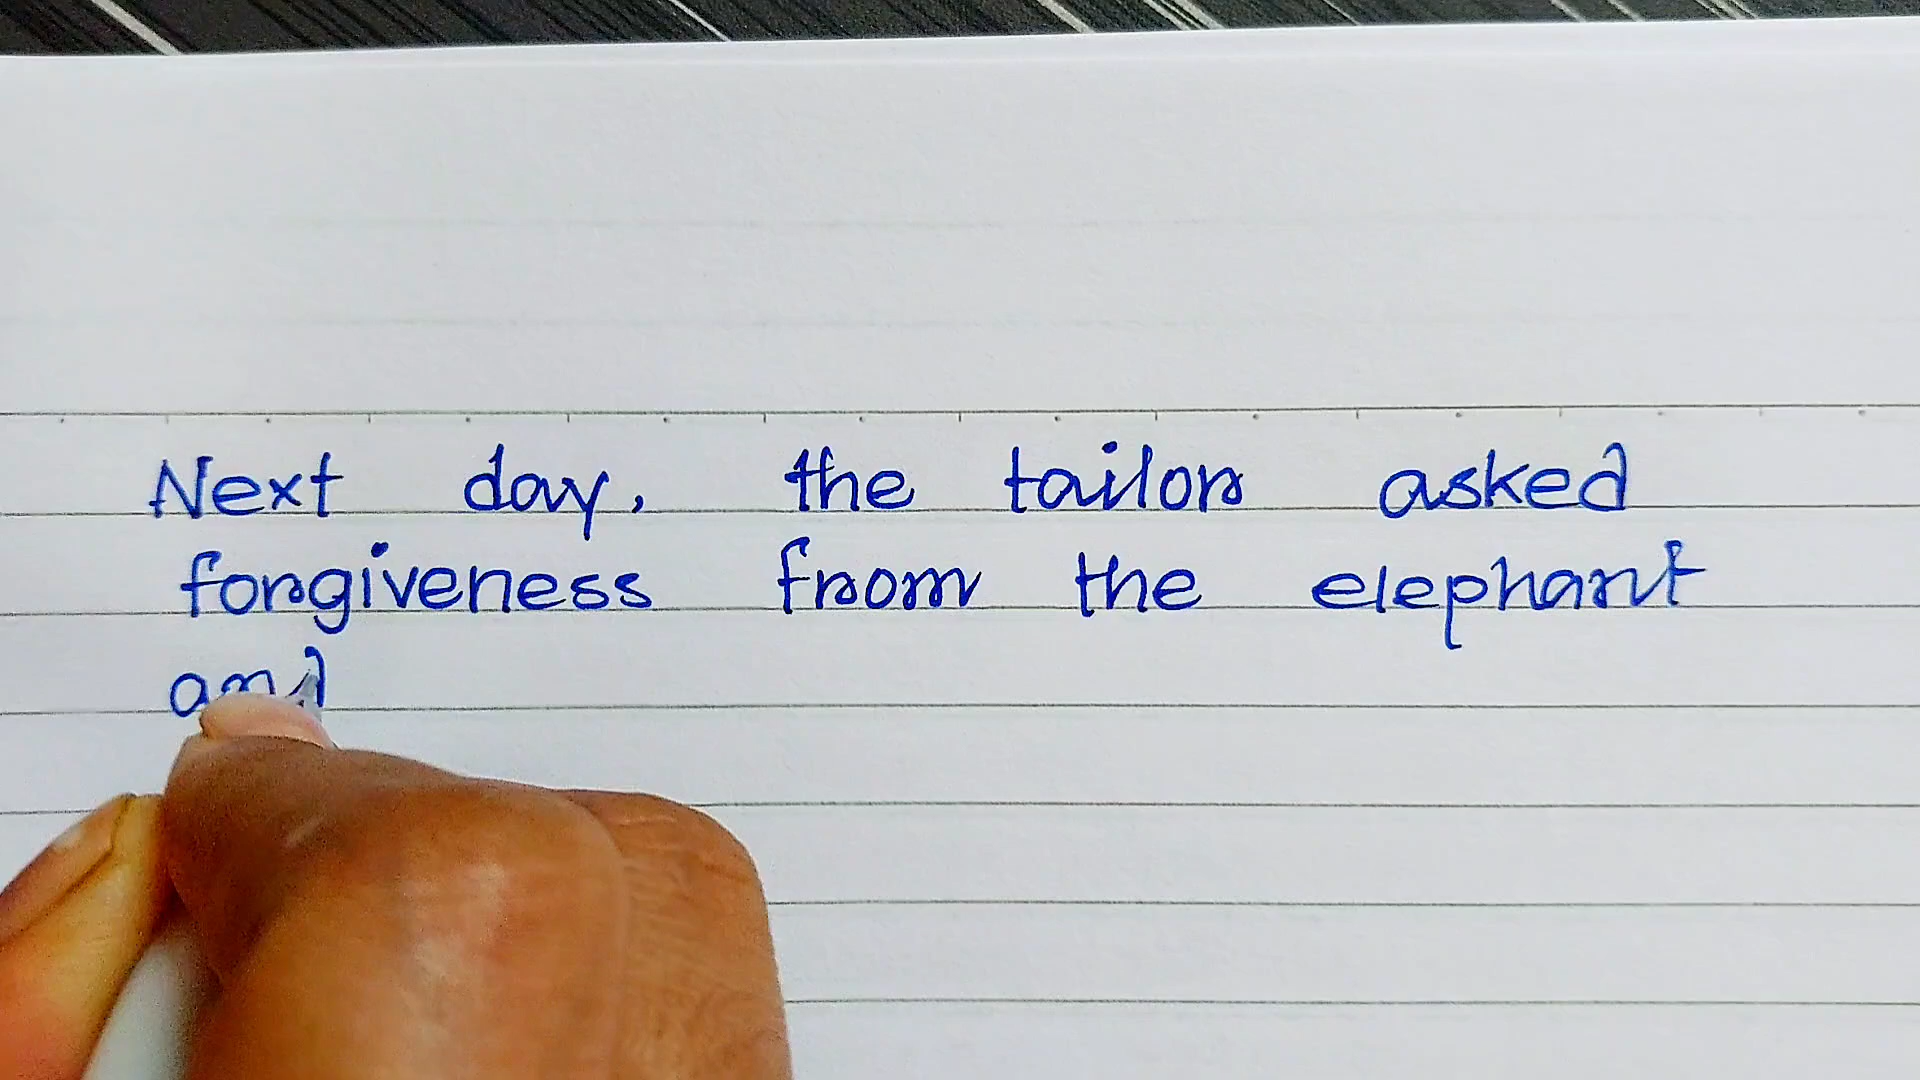 Next day, the tailor asked
forgiveness from the elephant
and